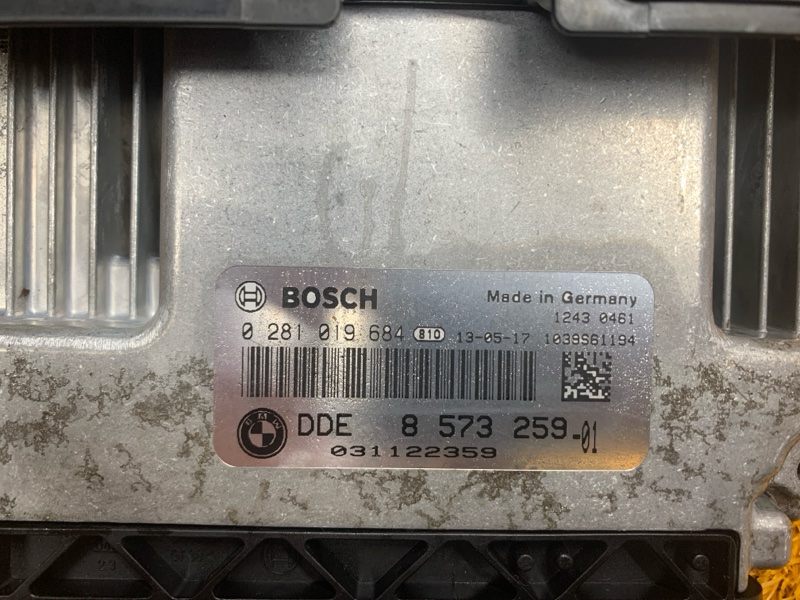 BOSCH Made in Germany
1243 0461
0 281 019 684 810 13-05-17 1039S61194
BMW DDE 8 573 259-01
031122359